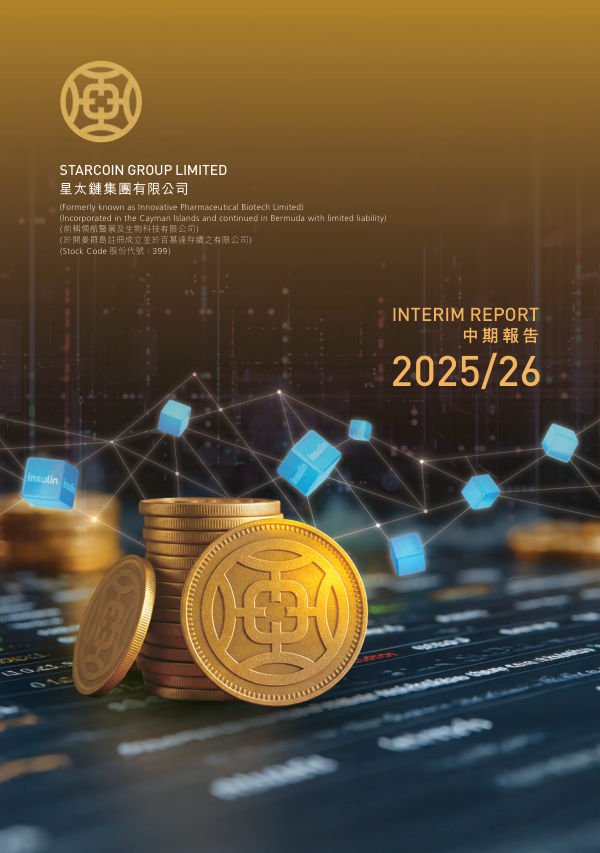 STARCOIN GROUP LIMITED
星太鏈集團有限公司
(Formerly known as Innovative Pharmaceutical Biotech Limited)
(Incorporated in the Cayman Islands and continued in Bermuda with limited liability)
(前稱領航醫藥及生物科技有限公司)
(於開曼群島註冊成立並於百慕達存續之有限公司)
(Stock Code 股份代號 : 399)
INTERIM REPORT
中期報告
2025/26
insulin
insulin
insulin
insulin